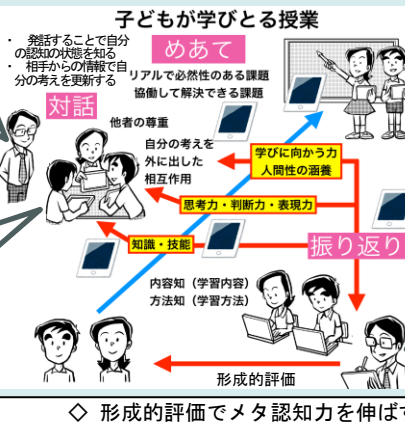 子どもが学びとる授業
・　発話することで自分
の認知の状態を知る
・　相手からの情報で自
分の考えを更新する
めあて
リアルで必然性のある課題
協働して解決できる課題
対話
他者の尊重
自分の考えを
外に出した
相互作用
学びに向かう力
人間性の涵養
思考力・判断力・表現力
知識・技能
振り返り
内容知（学習内容）
方法知（学習方法）
形成的評価
◇ 形成的評価でメタ認知力を伸ばす